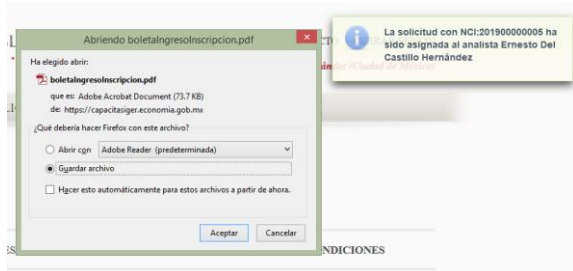 Abriendo boletaIngresoInscripcion.pdf
Ha elegido abrir:
boletaIngresoInscripcion.pdf
que es: Adobe Acrobat Document (73.7 KB)
de: https://capacitasiger.economia.gob.mx
¿Qué debería hacer Firefox con este archivo?
Abrir con Adobe Reader (predeterminada)
Guardar archivo
Hacer esto automáticamente para estos archivos a partir de ahora.
Aceptar Cancelar
La solicitud con NCI:201900000005 ha
sido asignada al analista Ernesto Del
Castillo Hernández
(Ciudad de México)
NDICIONES